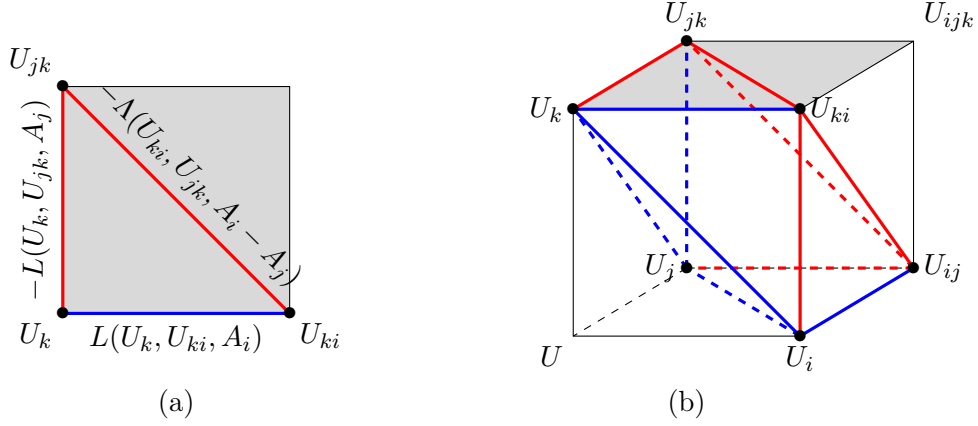 U_{jk}
−L(U_k, U_{jk}, A_j)
−Λ(U_{ki}, U_{jk}, A_i − A_j)
U_k
L(U_k, U_{ki}, A_i)
U_{ki}
(a)
U_{jk}
U_{ijk}
U_k
U_{ki}
U_j
U_{ij}
U
U_i
(b)